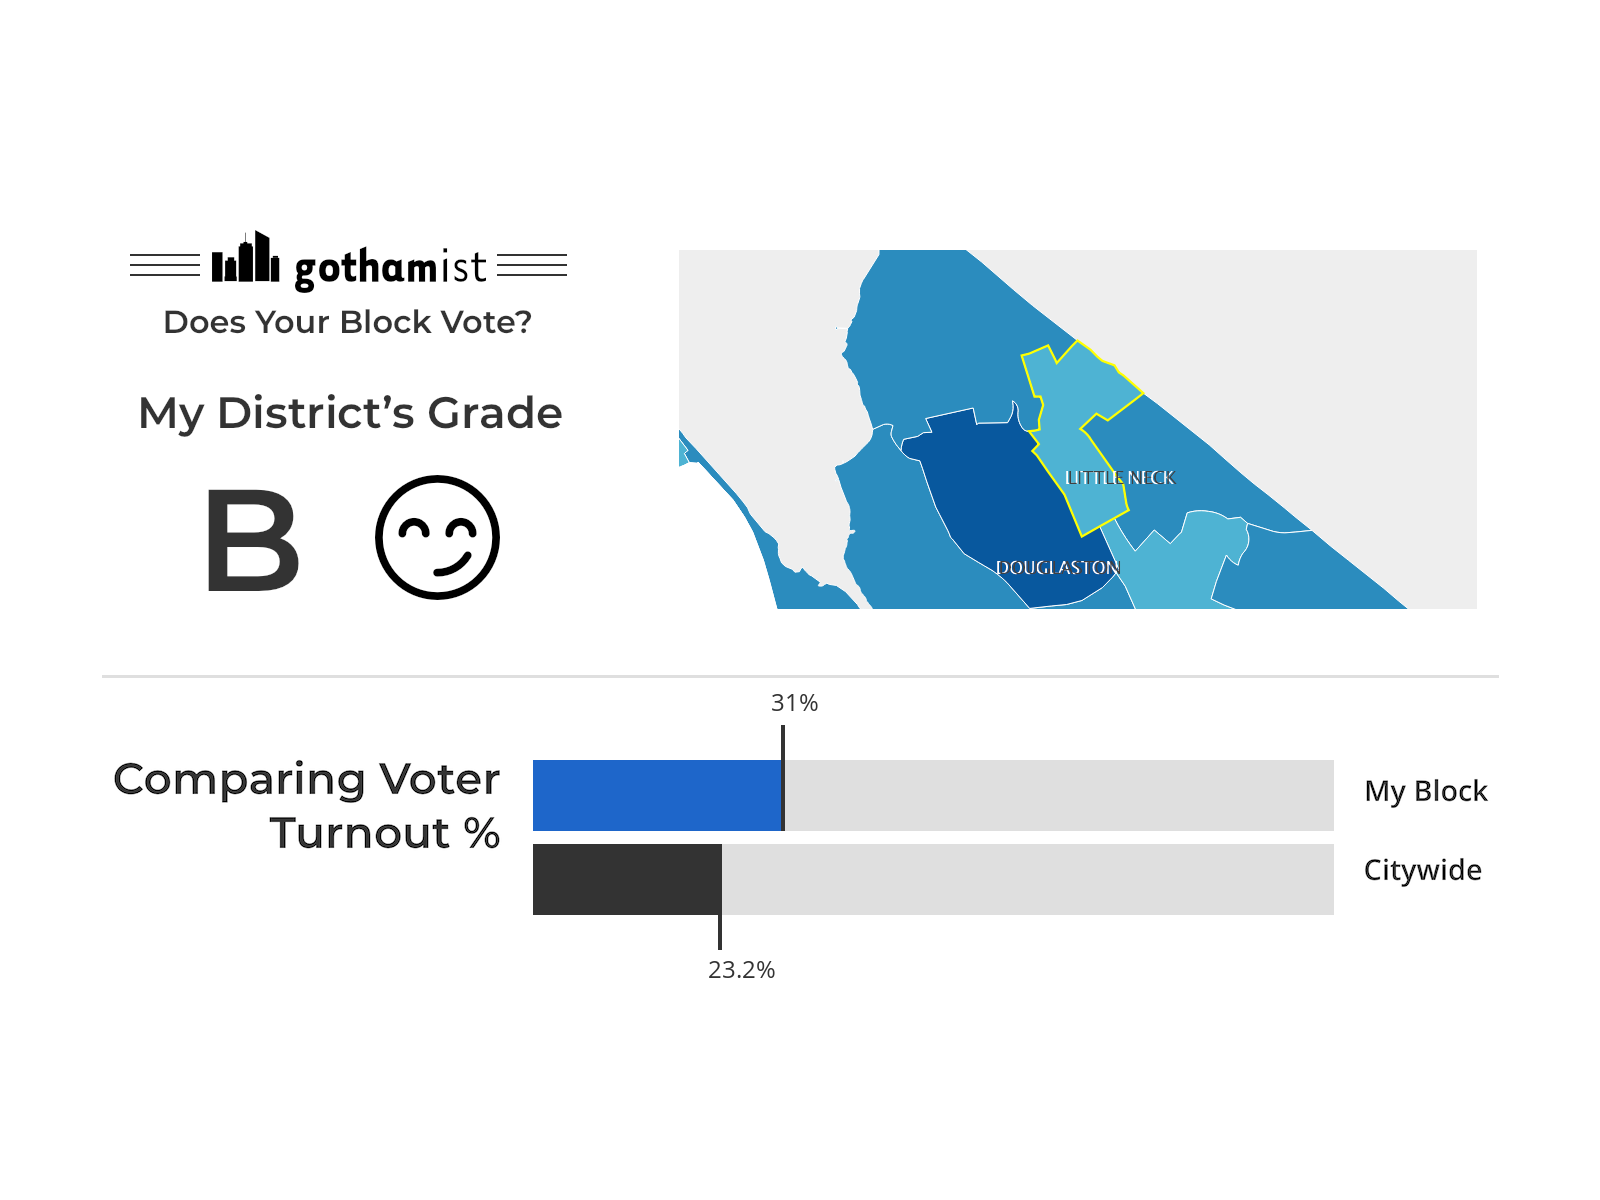 gothamist
Does Your Block Vote?
My District’s Grade
B
LITTLE NECK
DOUGLASTON
31%
Comparing Voter
Turnout %
My Block
Citywide
23.2%